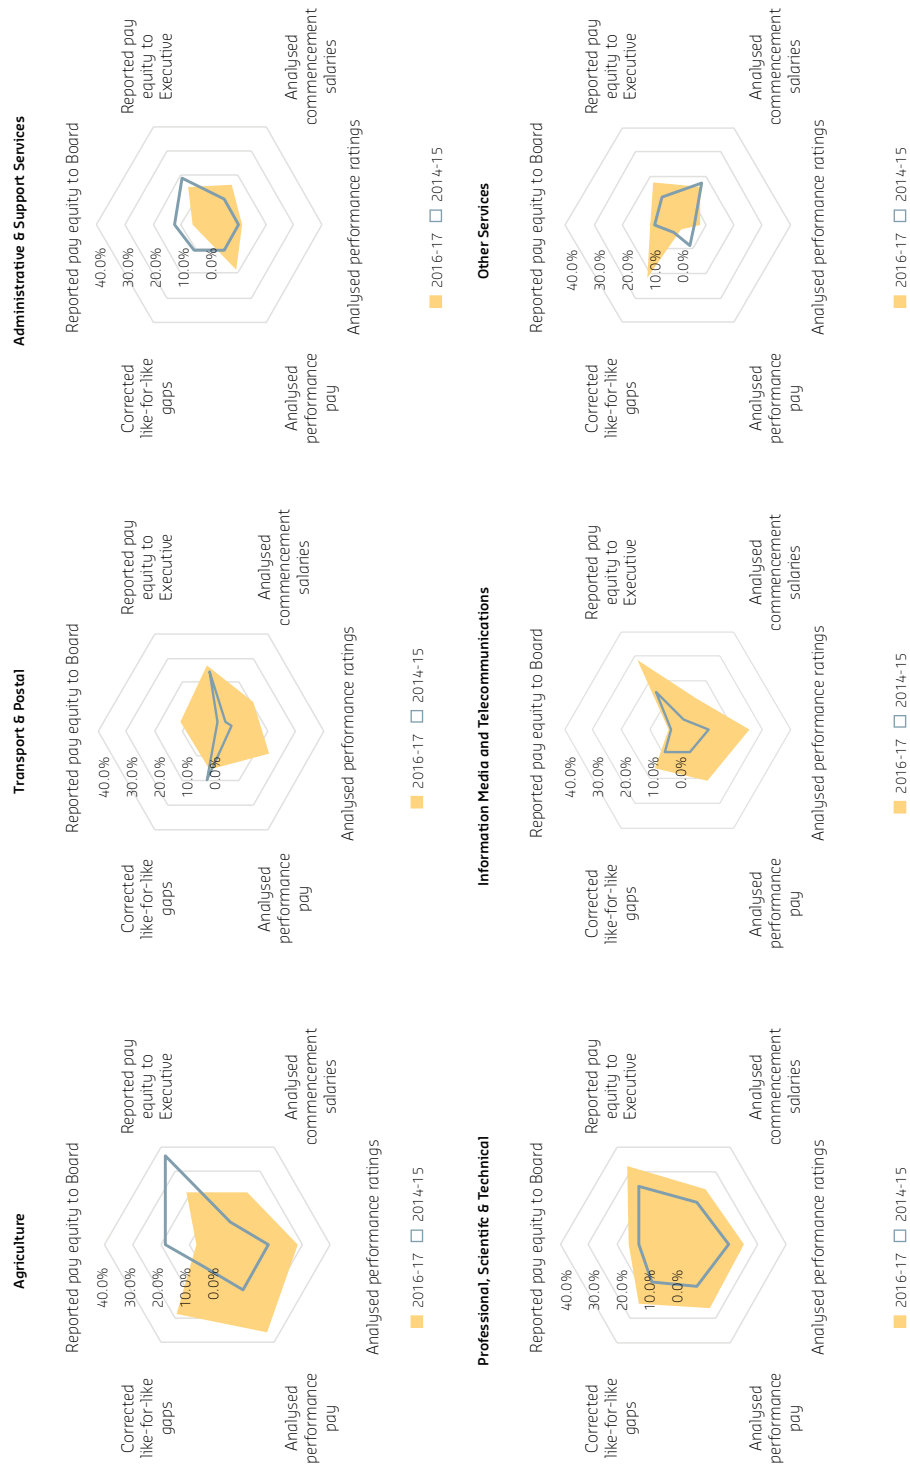 Agriculture
Reported pay equity to Board
40.0%
30.0%
20.0%
10.0%
0.0%
Reported pay
equity to
Executive
Analysed
commencement
salaries
Analysed performance ratings
Analysed
performance
pay
Corrected
like-for-like
gaps
2016-17 2014-15
Transport & Postal
Reported pay equity to Board
40.0%
30.0%
20.0%
10.0%
0.0%
Reported pay
equity to
Executive
Analysed
commencement
salaries
Analysed performance ratings
Analysed
performance
pay
Corrected
like-for-like
gaps
2016-17 2014-15
Administrative & Support Services
Reported pay equity to Board
40.0%
30.0%
20.0%
10.0%
0.0%
Reported pay
equity to
Executive
Analysed
commencement
salaries
Analysed performance ratings
Analysed
performance
pay
Corrected
like-for-like
gaps
2016-17 2014-15
Professional, Scientifc & Technical
Reported pay equity to Board
40.0%
30.0%
20.0%
10.0%
0.0%
Reported pay
equity to
Executive
Analysed
commencement
salaries
Analysed performance ratings
Analysed
performance
pay
Corrected
like-for-like
gaps
2016-17 2014-15
Information Media and Telecommunications
Reported pay equity to Board
40.0%
30.0%
20.0%
10.0%
0.0%
Reported pay
equity to
Executive
Analysed
commencement
salaries
Analysed performance ratings
Analysed
performance
pay
Corrected
like-for-like
gaps
2016-17 2014-15
Other Services
Reported pay equity to Board
40.0%
30.0%
20.0%
10.0%
0.0%
Reported pay
equity to
Executive
Analysed
commencement
salaries
Analysed performance ratings
Analysed
performance
pay
Corrected
like-for-like
gaps
2016-17 2014-15